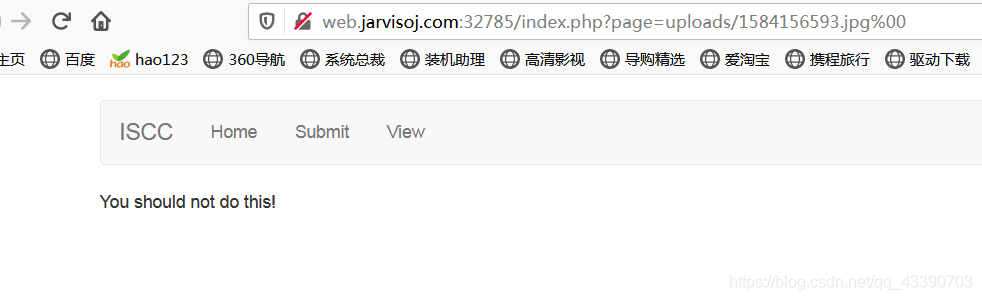 web.jarvisoj.com:32785/index.php?page=uploads/1584156593.jpg%00
主页 百度 hao hao123 360导航 系统总裁 装机助理 高清影视 导购精选 爱淘宝 携程旅行 驱动下载
ISCC Home Submit View
You should not do this!
https://blog.csdn.net/qq_43390703